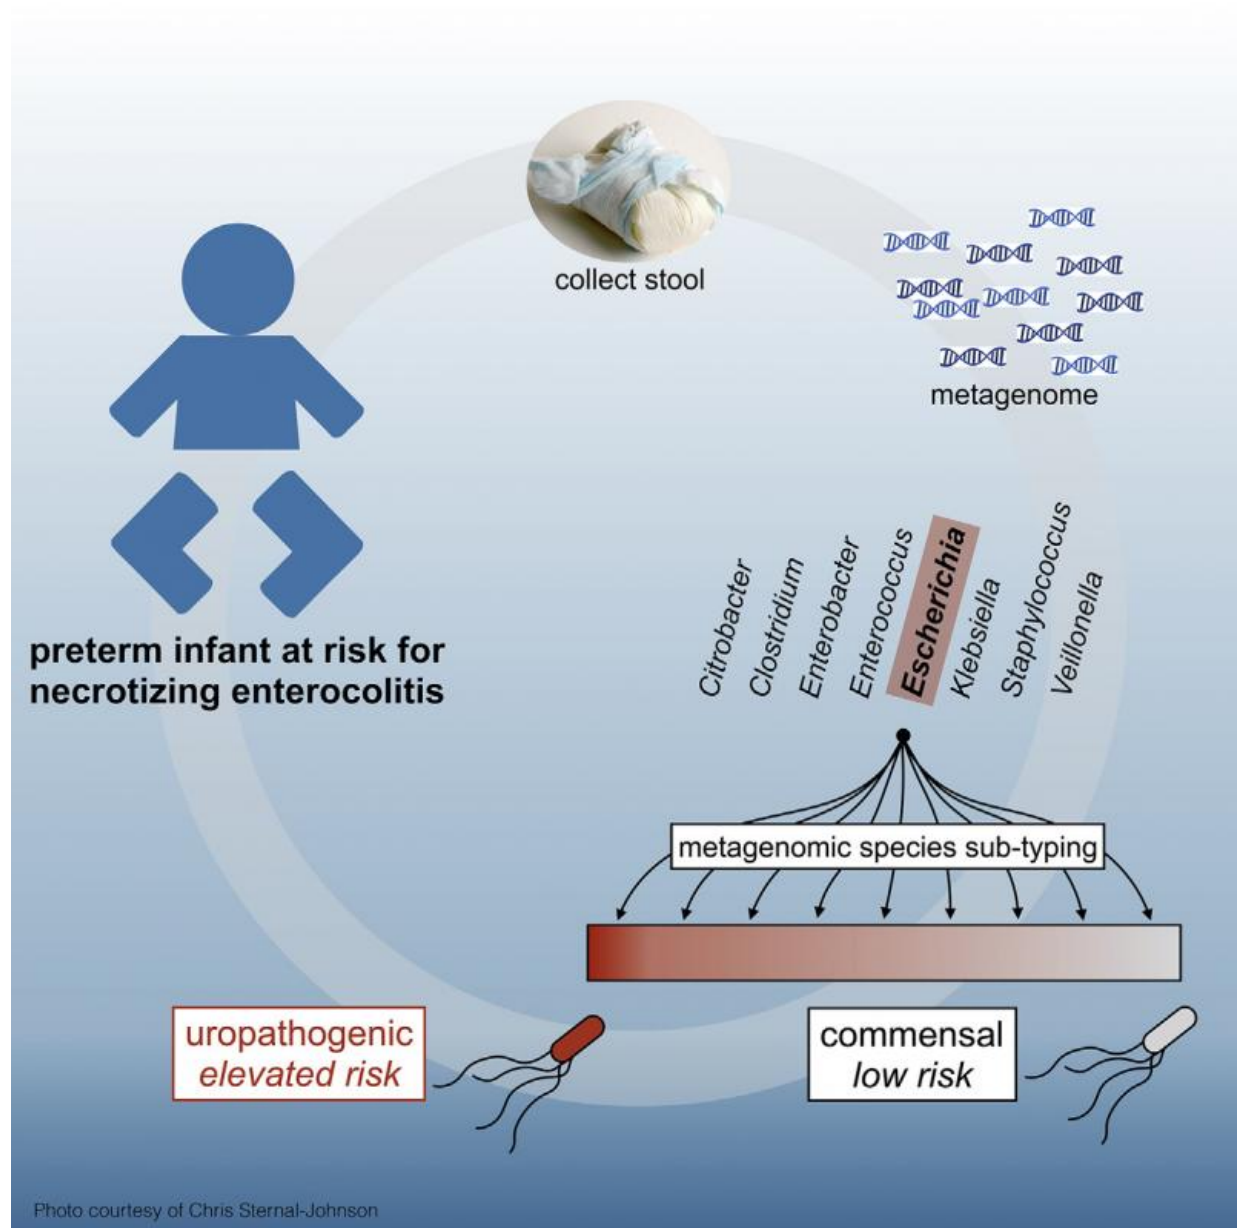 collect stool
metagenome
preterm infant at risk for
necrotizing enterocolitis
Citrobacter
Clostridium
Enterobacter
Enterococcus
Escherichia
Klebsiella
Staphylococcus
Veillonella
metagenomic species sub-typing
uropathogenic
elevated risk
commensal
low risk
Photo courtesy of Chris Sternal-Johnson